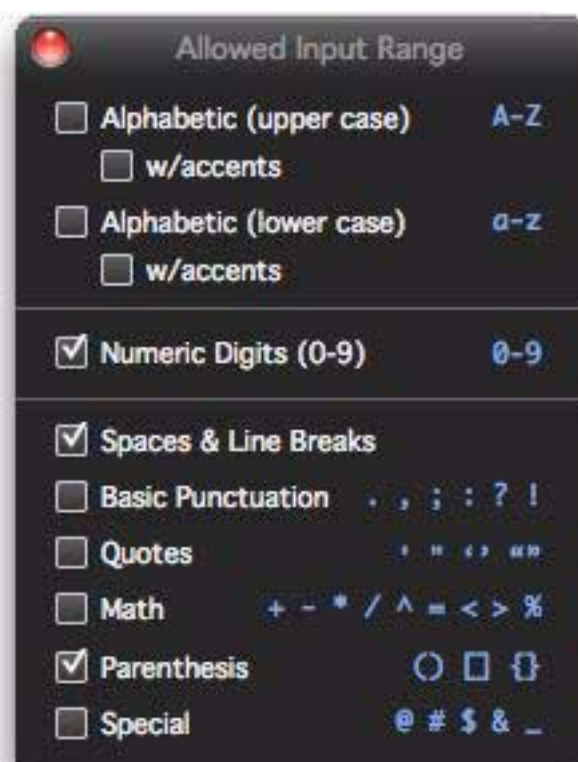 Allowed Input Range
Alphabetic (upper case) A-Z
w/accents
Alphabetic (lower case) a-z
w/accents
Numeric Digits (0-9) 0-9
Spaces & Line Breaks
Basic Punctuation . , ; : ? !
Quotes ' " ‘ ’ “ ”
Math + - * / ^ = < > %
Parenthesis () [] {}
Special @ # $ & _